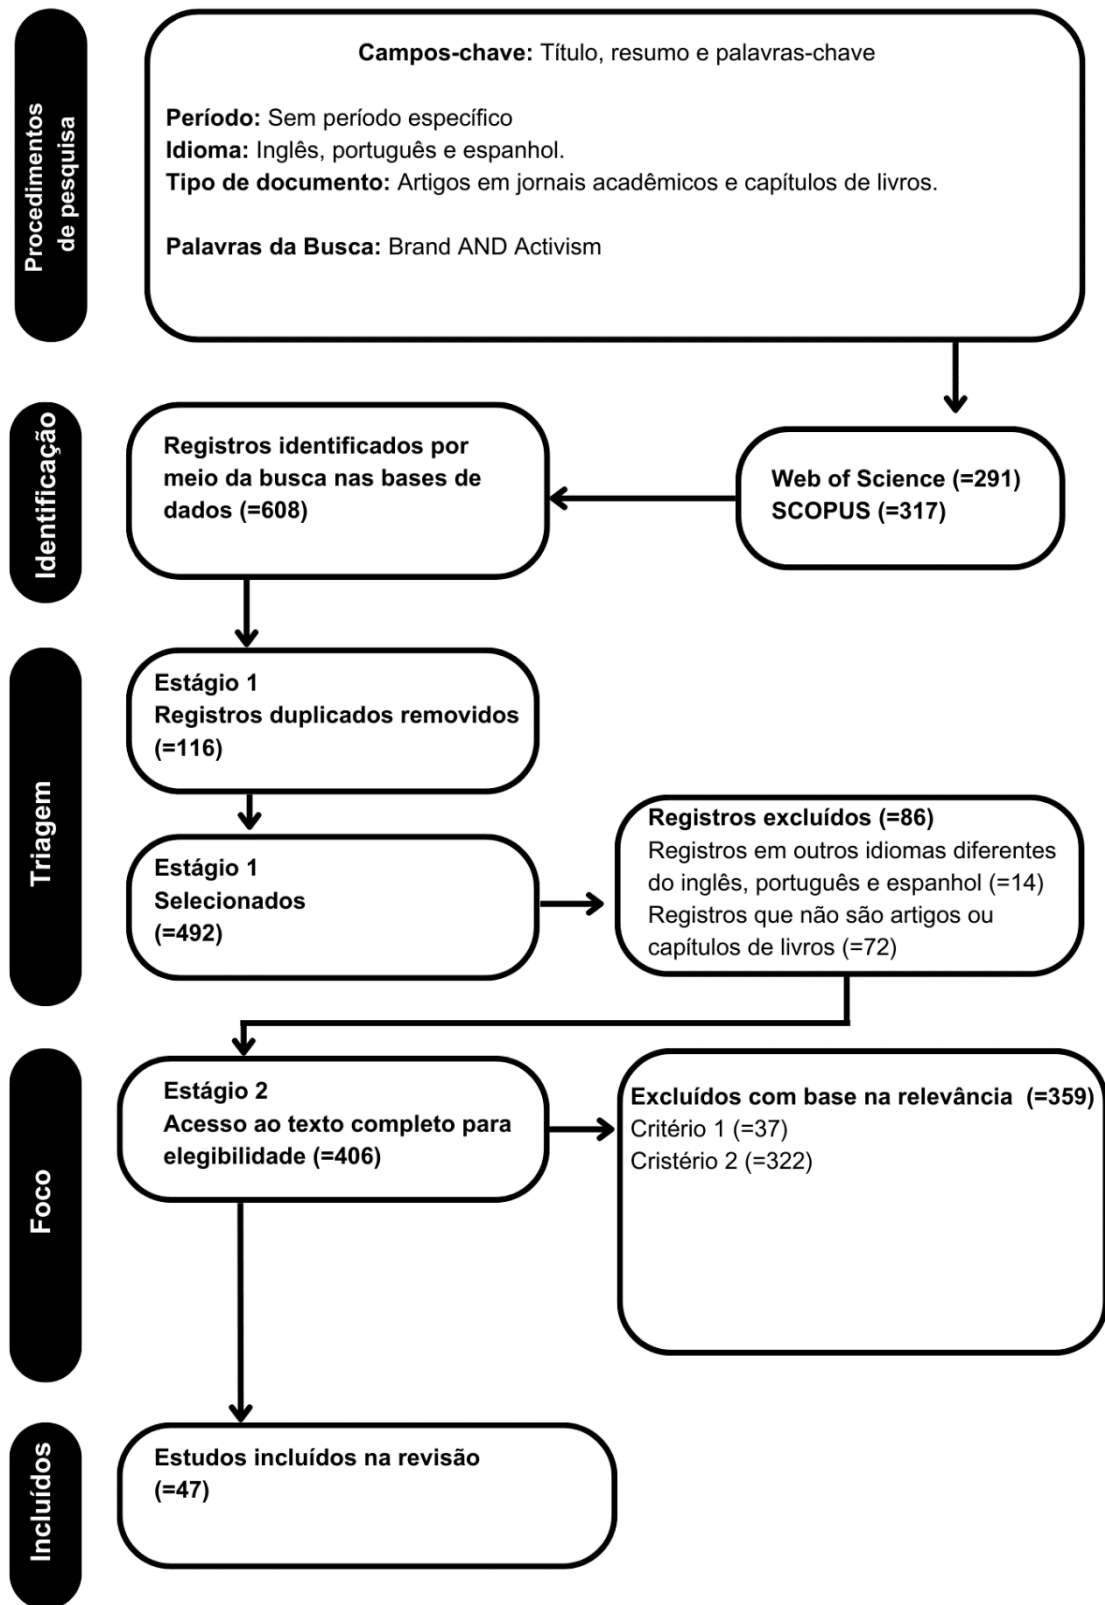 Procedimentos
de pesquisa
Campos-chave: Título, resumo e palavras-chave
Período: Sem período específico
Idioma: Inglês, português e espanhol.
Tipo de documento: Artigos em jornais acadêmicos e capítulos de livros.
Palavras da Busca: Brand AND Activism
Identificação
Registros identificados por
meio da busca nas bases de
dados (=608)
Web of Science (=291)
SCOPUS (=317)
Triagem
Estágio 1
Registros duplicados removidos
(=116)
Estágio 1
Selecionados
(=492)
Registros excluídos (=86)
Registros em outros idiomas diferentes
do inglês, português e espanhol (=14)
Registros que não são artigos ou
capítulos de livros (=72)
Foco
Estágio 2
Acesso ao texto completo para
elegibilidade (=406)
Excluídos com base na relevância (=359)
Critério 1 (=37)
Cristério 2 (=322)
Incluídos
Estudos incluídos na revisão
(=47)